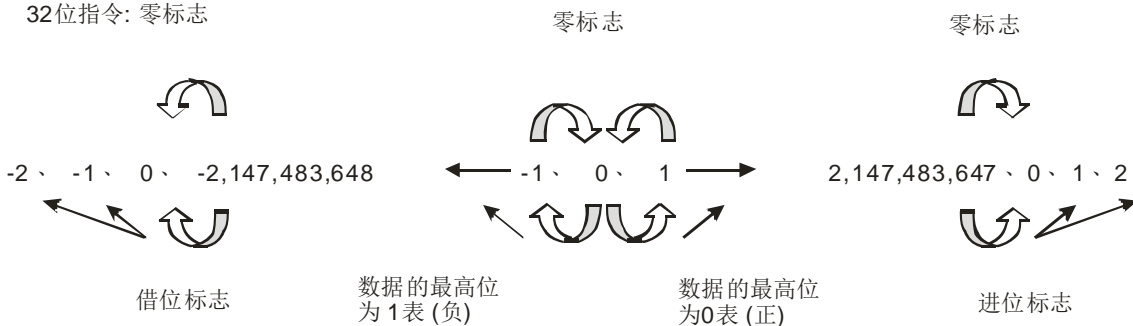 32位指令: 零标志
零标志
零标志
-2、 -1、 0、 -2,147,483,648
-1、 0、 1
2,147,483,647、0、1、2
借位标志
数据的最高位
为 1表 (负)
数据的最高位
为0表 (正)
进位标志